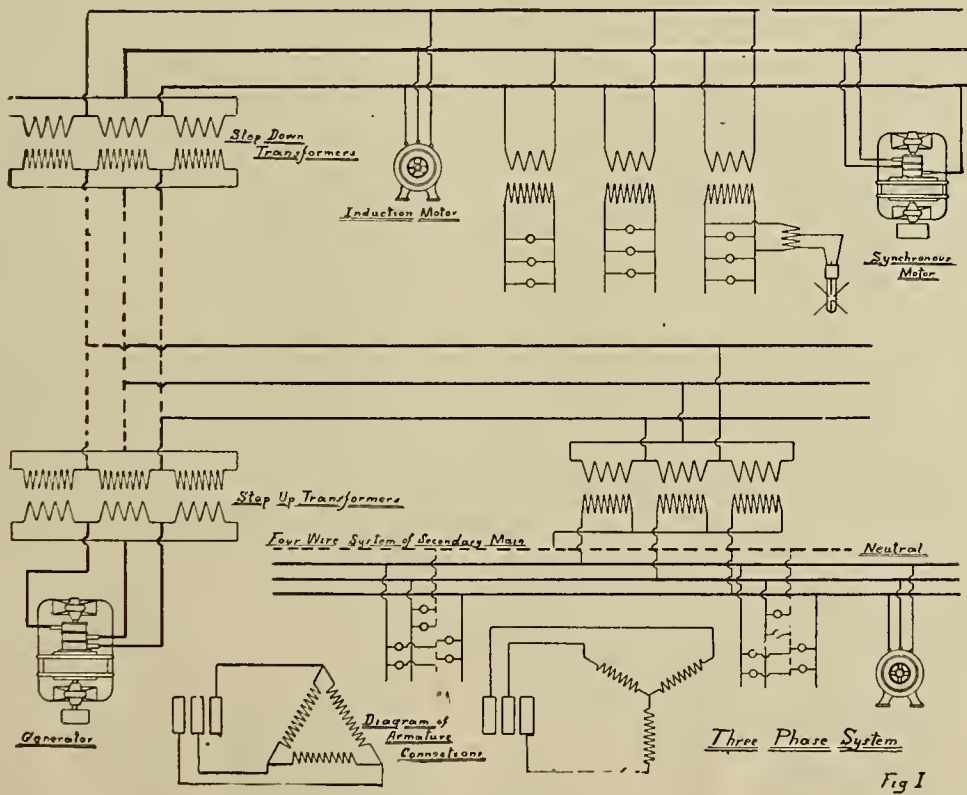 Step Down
Transformers
Induction Motor
Synchronous
Motor
Step Up Transformers
Four Wire System of Secondary Main
Neutral
Generator
Diagram of
Armature
Connections
Three Phase System
Fig I